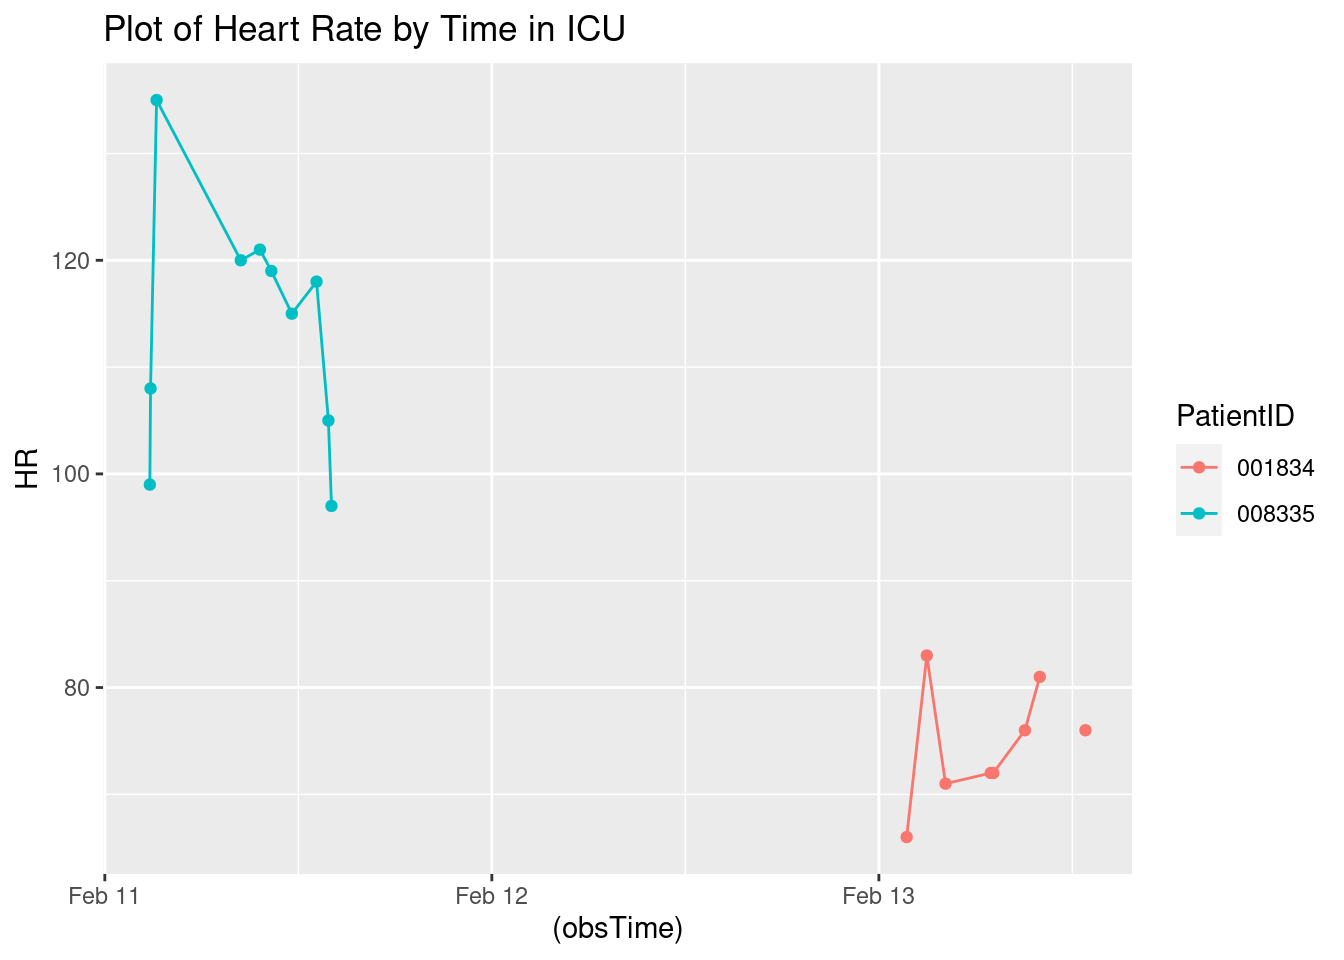 Plot of Heart Rate by Time in ICU
HR
120
100
80
Feb 11
Feb 12
Feb 13
(obsTime)
PatientID
001834
008335